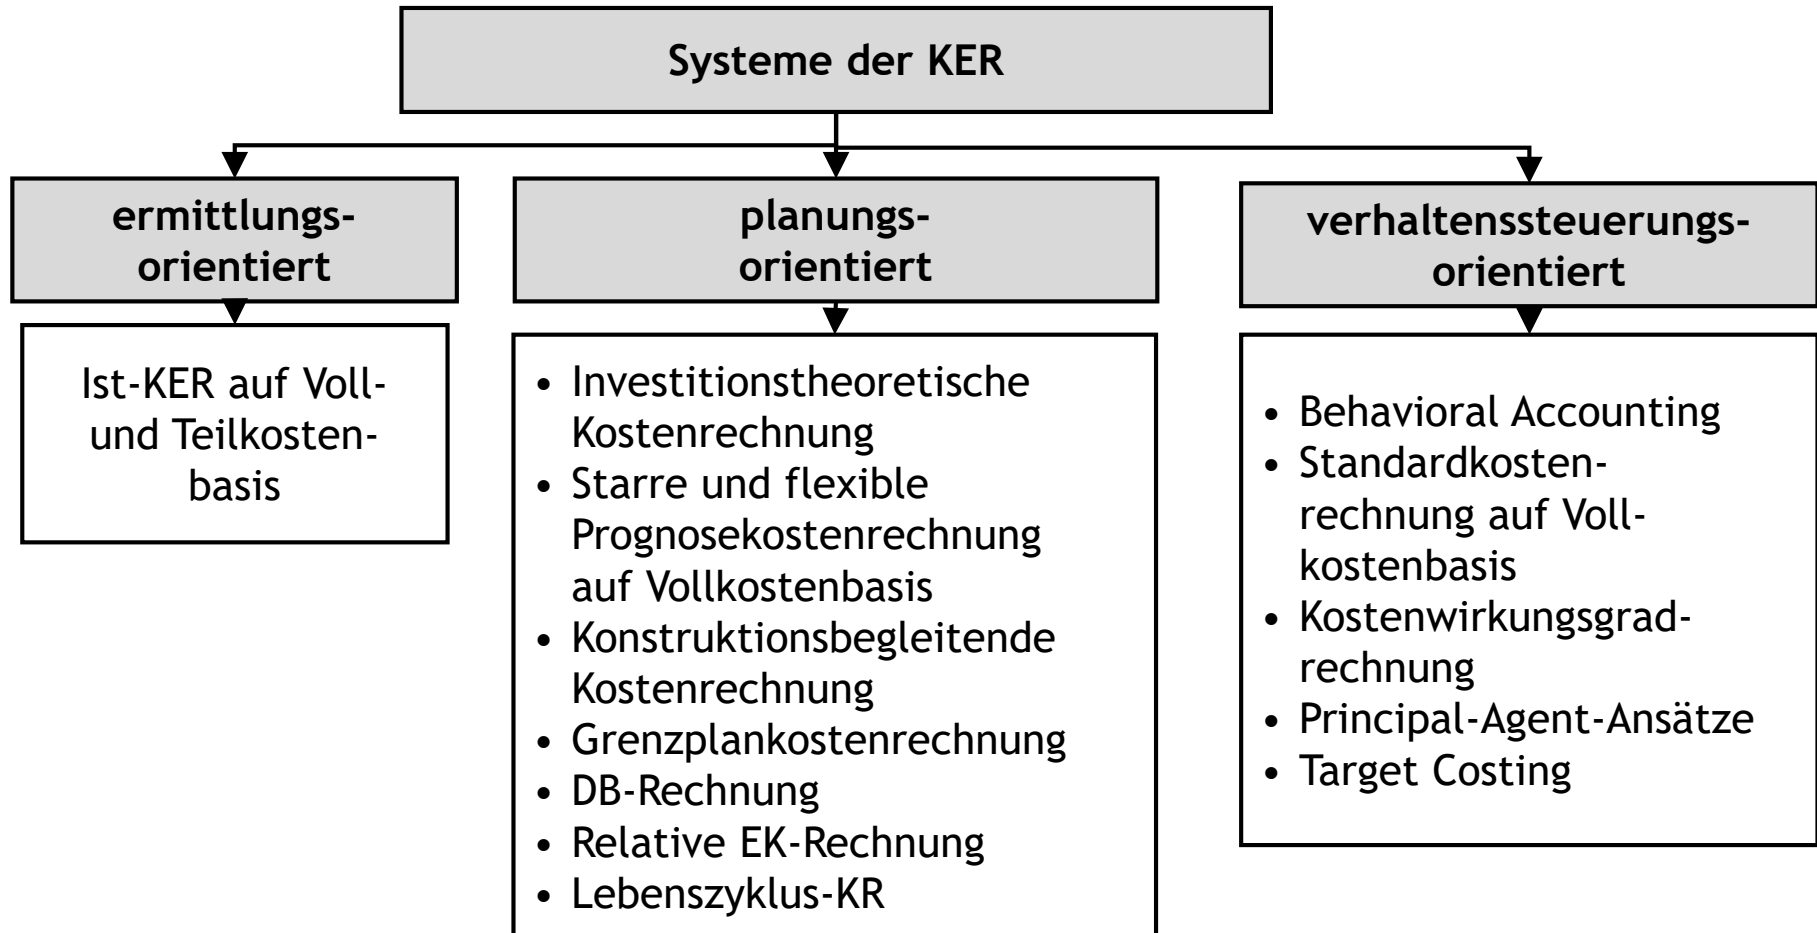 Systeme der KER
ermittlungs-
orientiert
Ist-KER auf Voll-
und Teilkosten-
basis
planungs-
orientiert
• Investitionstheoretische
Kostenrechnung
• Starre und flexible
Prognosekostenrechnung
auf Vollkostenbasis
• Konstruktionsbegleitende
Kostenrechnung
• Grenzplankostenrechnung
• DB-Rechnung
• Relative EK-Rechnung
• Lebenszyklus-KR
verhaltenssteuerungs-
orientiert
• Behavioral Accounting
• Standardkosten-
rechnung auf Voll-
kostenbasis
• Kostenwirkungsgrad-
rechnung
• Principal-Agent-Ansätze
• Target Costing